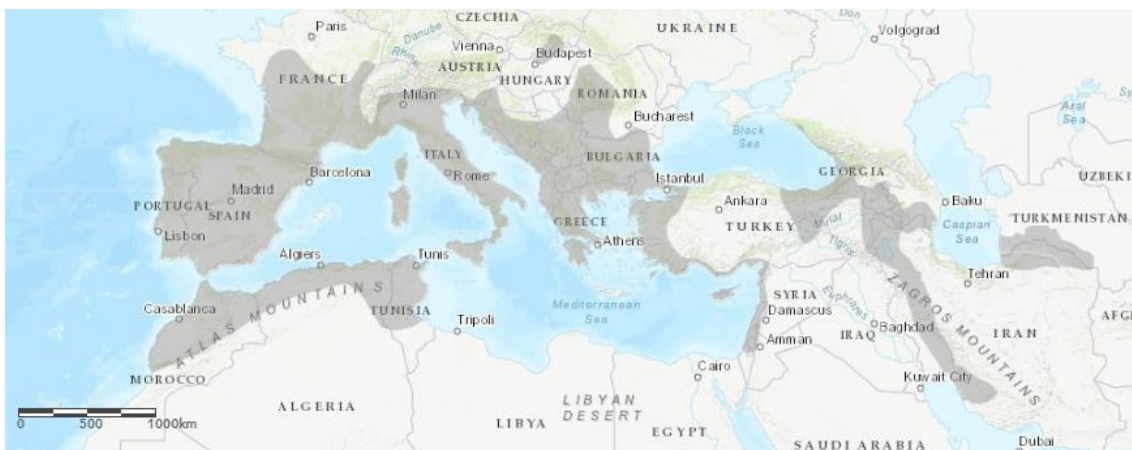 CZECHIA
UKRAINE
Don
Volgograd
Paris
Danube
Vienna
Budapest
Rhine
AUSTRIA
HUNGARY
FRANCE
ROMANIA
Milan
Aral
Sea
Bucharest
Black
Sea
ITALY
BULGARIA
GEORGIA
Barcelona
Rome
Istanbul
UZBEKI
Madrid
Ankara
Baku
PORTUGAL
SPAIN
GREECE
TURKEY
Murat
Caspian
Sea
TURKMENISTAN
Lisbon
Athens
Tigris
Algiers
Tunis
Tehran
ZAGROS MOUNTAINS
Euphrates
SYRIA
Casablanca
ATLAS MOUNTAINS
TUNISIA
Mediterranean
Sea
Damascus
Tripoli
IRAQ
Baghdad
IRAN
AFG
Amman
MOROCCO
Cairo
Kuwait City
LIBYAN
DESERT
0 500 1000km
ALGERIA
LIBYA
EGYPT
SAUDI ARABIA
Dubai